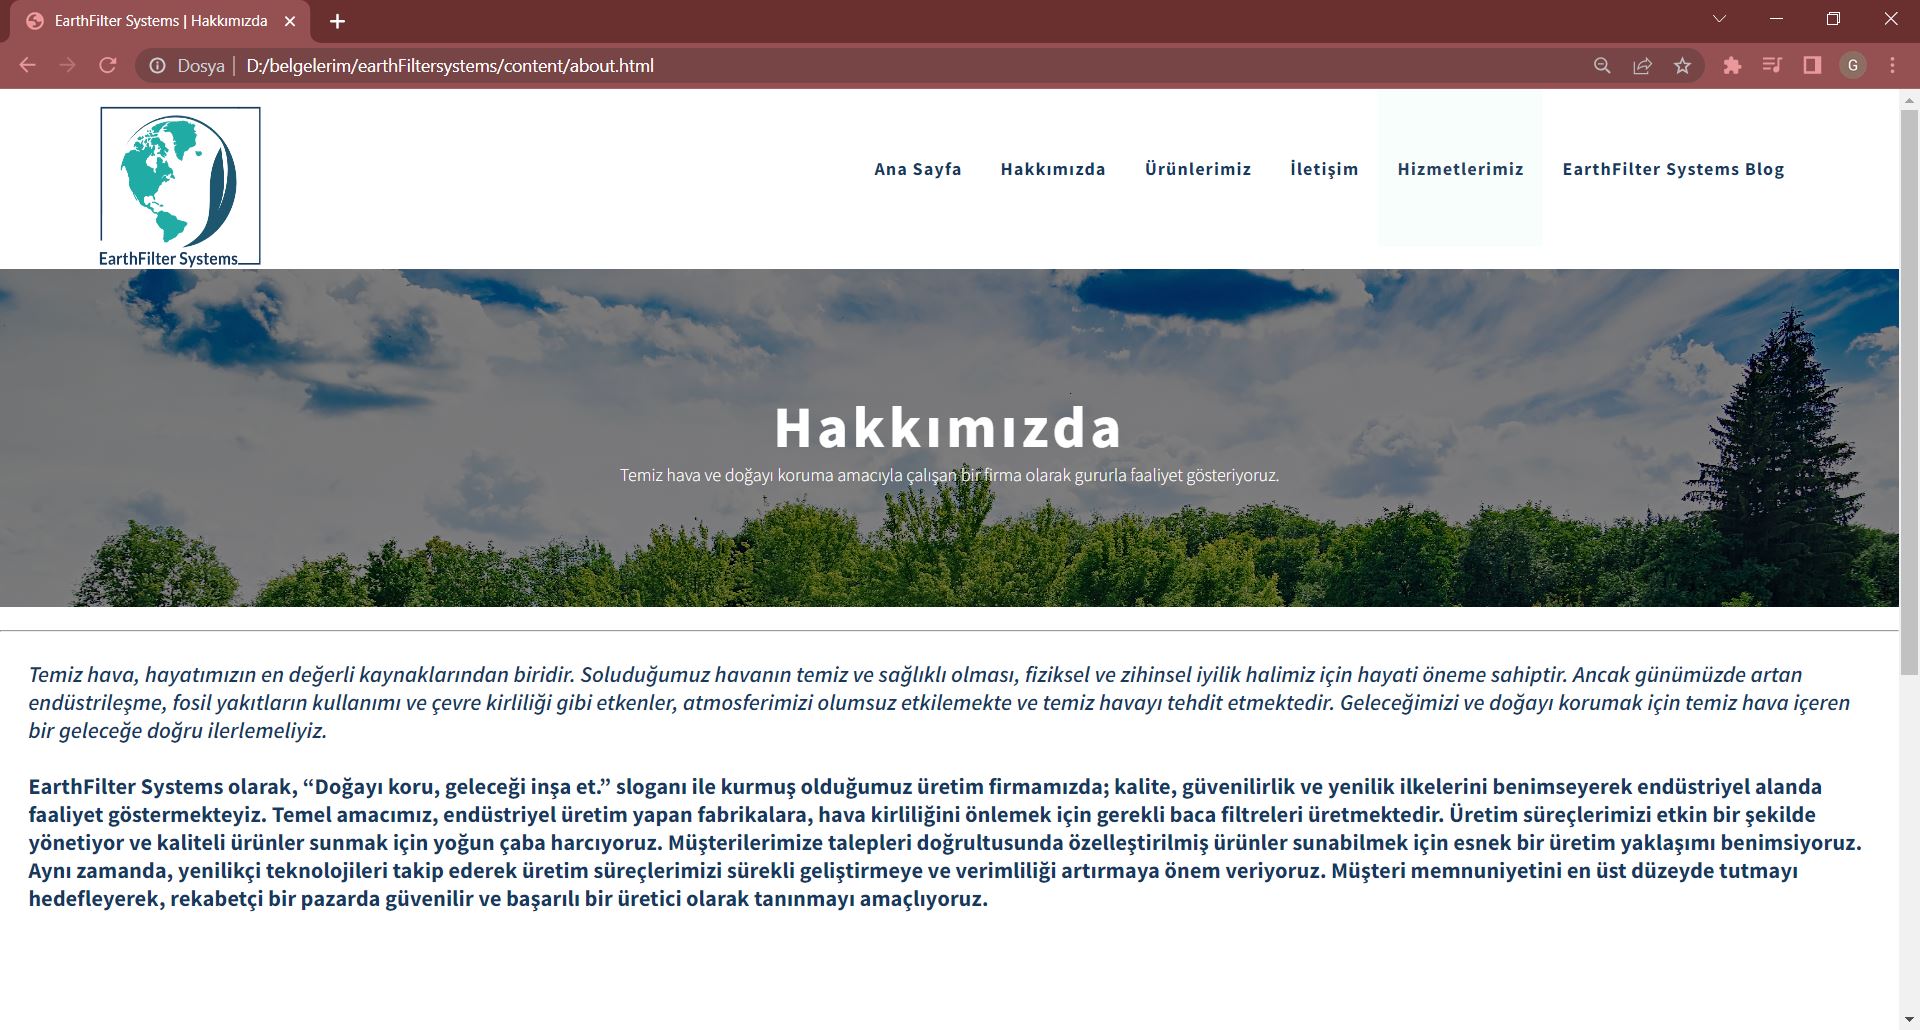 EarthFilter Systems | Hakkımızda
Dosya | D:/belgelerim/earthFiltersystems/content/about.html
G
EarthFilter Systems
Ana Sayfa Hakkımızda Ürünlerimiz İletişim Hizmetlerimiz EarthFilter Systems Blog
Hakkımızda
Temiz hava ve doğayı koruma amacıyla çalışan bir firma olarak gururla faaliyet gösteriyoruz.
Temiz hava, hayatımızın en değerli kaynaklarından biridir. Soluduğumuz havanın temiz ve sağlıklı olması, fiziksel ve zihinsel iyilik halimiz için hayati öneme sahiptir. Ancak günümüzde artan
endüstrileşme, fosil yakıtların kullanımı ve çevre kirliliği gibi etkenler, atmosferimizi olumsuz etkilemekte ve temiz havayı tehdit etmektedir. Geleceğimizi ve doğayı korumak için temiz hava içeren
bir geleceğe doğru ilerlemeliyiz.
EarthFilter Systems olarak, “Doğayı koru, geleceği inşa et.” sloganı ile kurmuş olduğumuz üretim firmamızda; kalite, güvenilirlik ve yenilik ilkelerini benimseyerek endüstriyel alanda
faaliyet göstermekteyiz. Temel amacımız, endüstriyel üretim yapan fabrikalara, hava kirliliğini önlemek için gerekli baca filtreleri üretmektedir. Üretim süreçlerimizi etkin bir şekilde
yönetiyor ve kaliteli ürünler sunmak için yoğun çaba harcıyoruz. Müşterilerimize talepleri doğrultusunda özelleştirilmiş ürünler sunabilmek için esnek bir üretim yaklaşımı benimsiyoruz.
Aynı zamanda, yenilikçi teknolojileri takip ederek üretim süreçlerimizi sürekli geliştirmeye ve verimliliği artırmaya önem veriyoruz. Müşteri memnuniyetini en üst düzeyde tutmayı
hedefleyerek, rekabetçi bir pazarda güvenilir ve başarılı bir üretici olarak tanınmayı amaçlıyoruz.